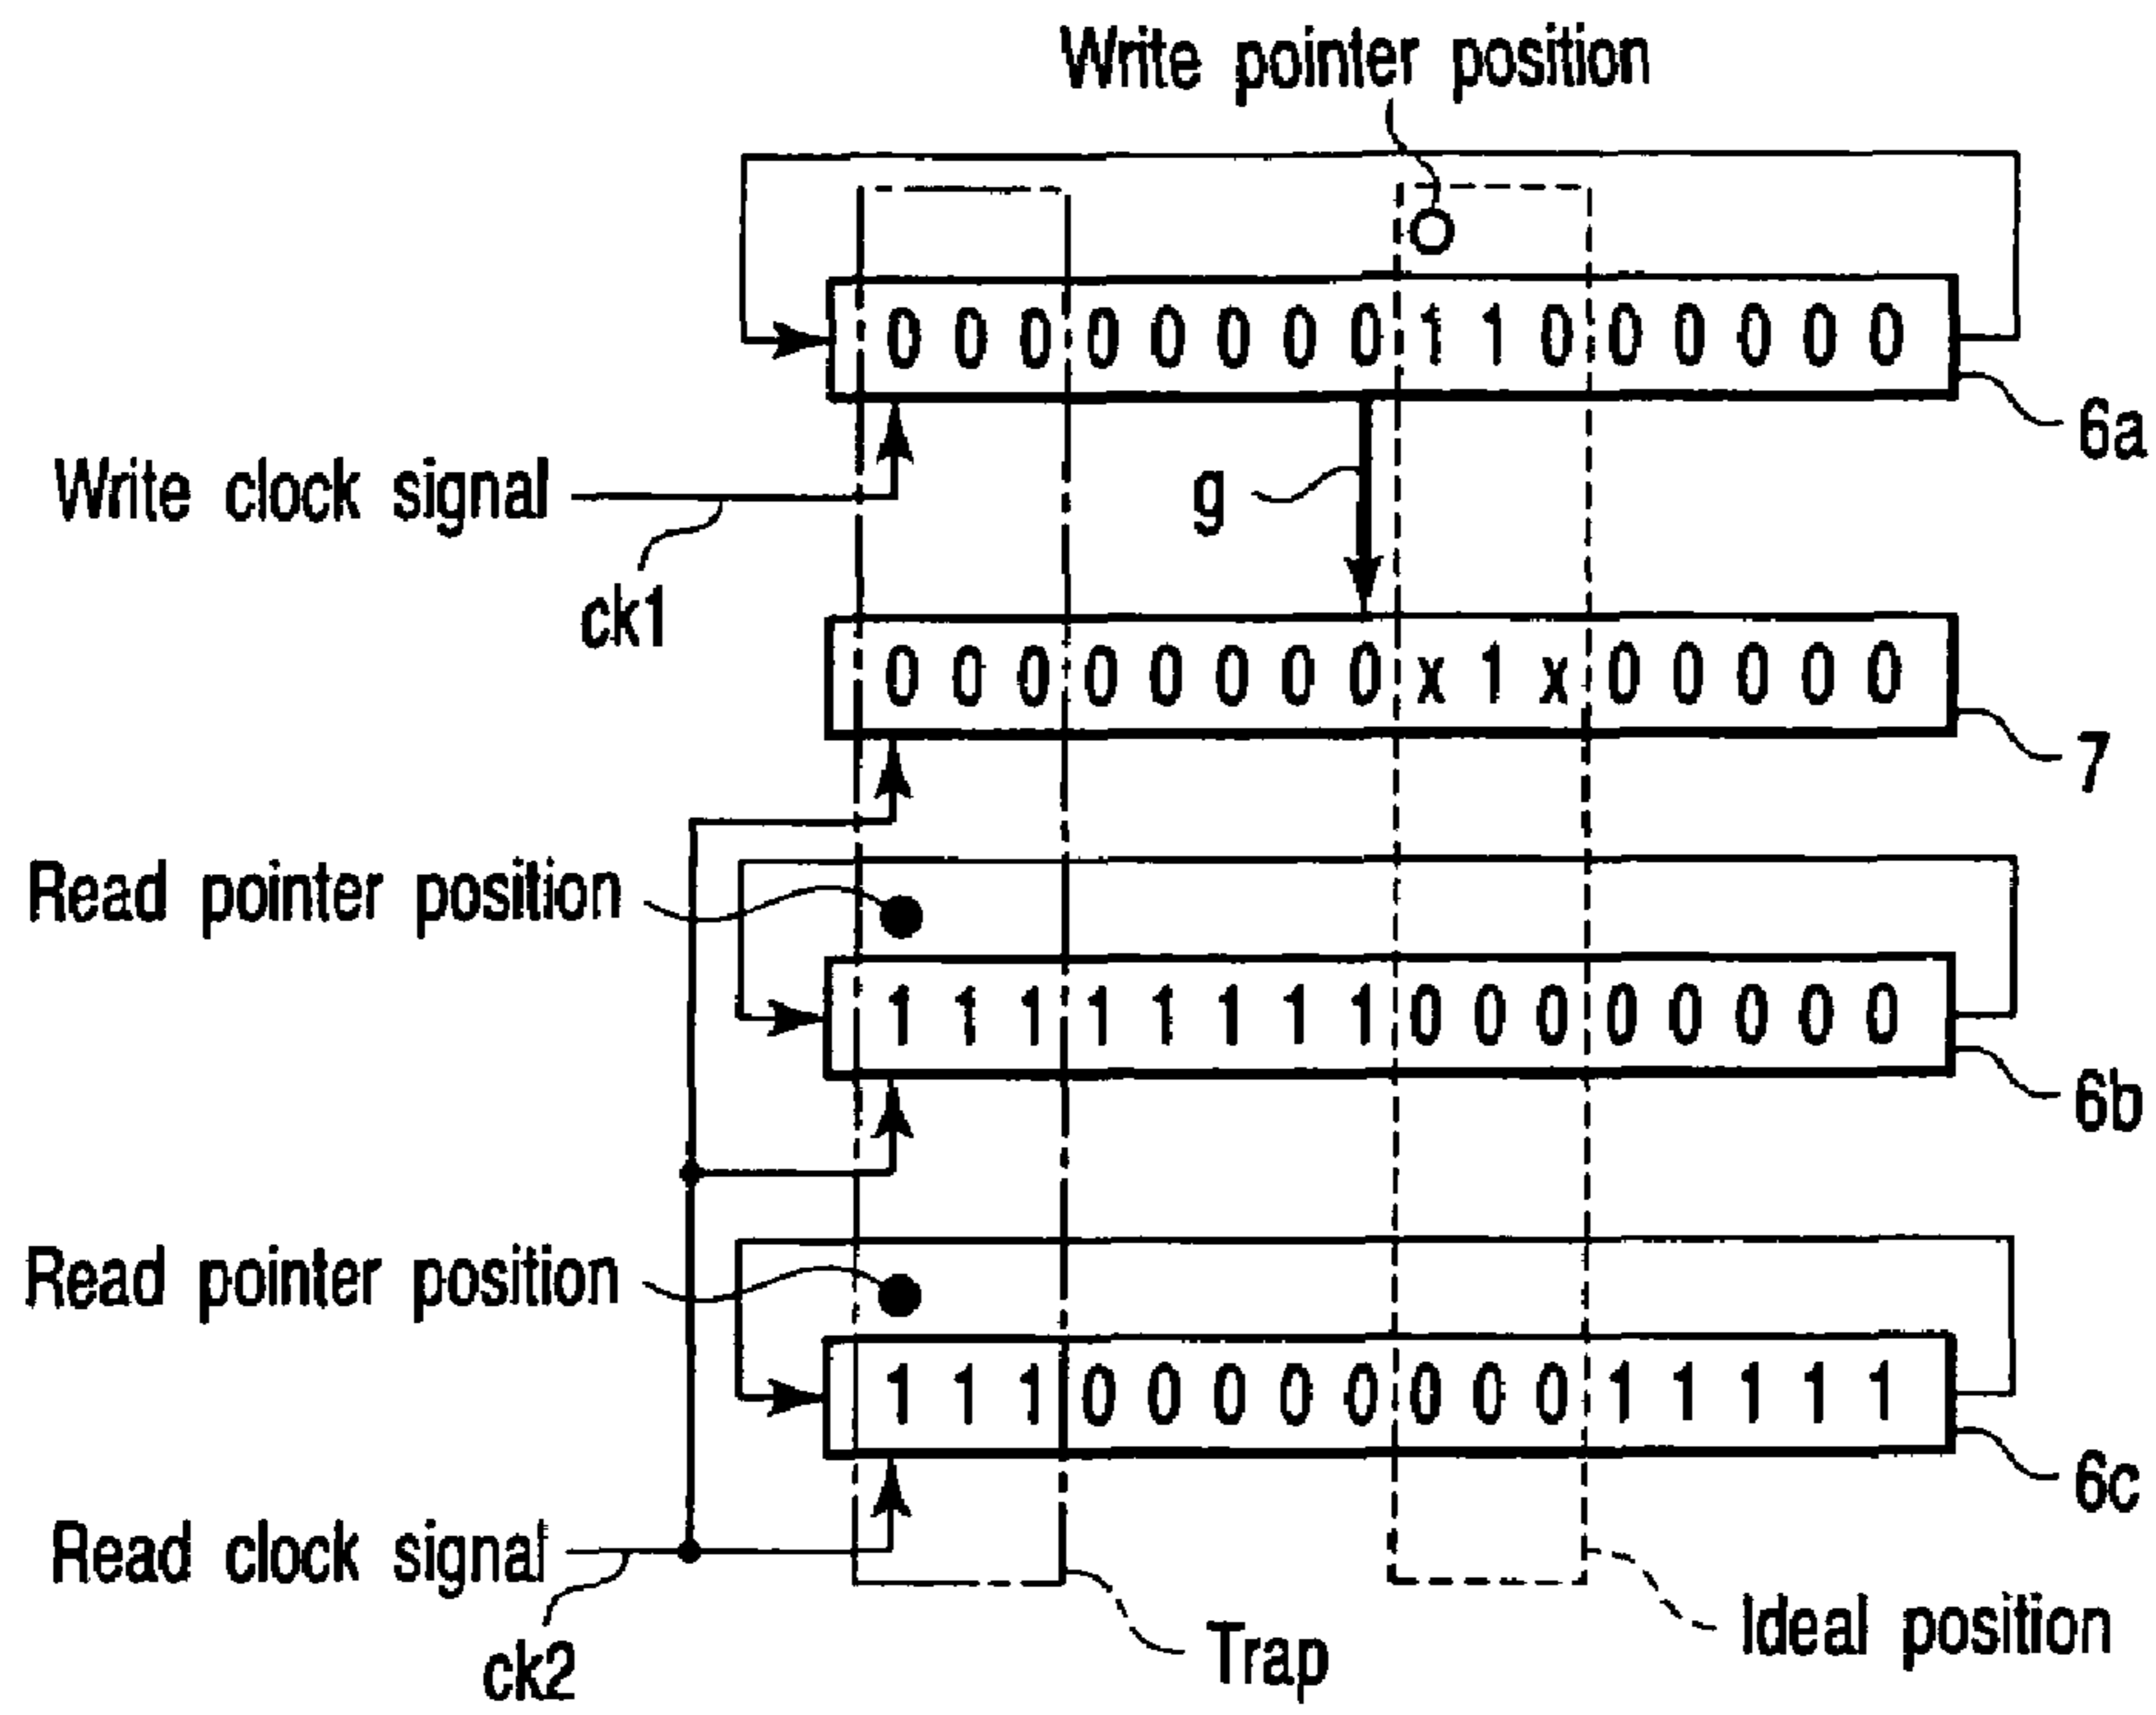 Write pointer position
0 0 0 0 0 0 0 0 1 1 0 0 0 0 0 0
6a
Write clock signal
g
ck1
0 0 0 0 0 0 0 0 x 1 x 0 0 0 0 0
7
Read pointer position
1 1 1 1 1 1 1 1 0 0 0 0 0 0 0 0
6b
Read pointer position
1 1 1 0 0 0 0 0 0 0 0 1 1 1 1 1
6c
Read clock signal
ck2
Trap
Ideal position